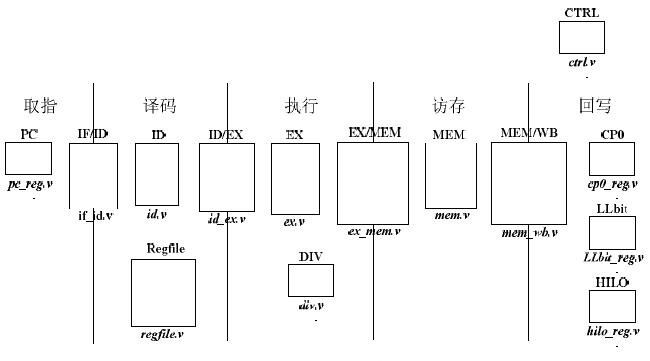 CTRL
ctrl.v
取指 译码 执行 访存 回写
PC IF/ID ID ID/EX EX EX/MEM MEM MEM/WB CP0
pc_reg.v if_id.v id.v id_ex.v ex.v ex_mem.v mem.v mem_wb.v cp0_reg.v
LLbit
LLbit_reg.v
Regfile DIV HILO
regfile.v div.v hilo_reg.v